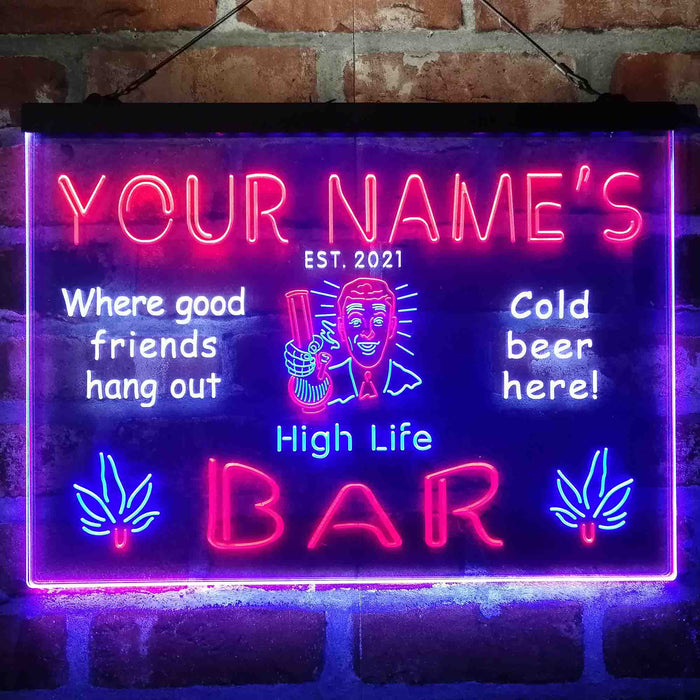 YOUR NAME'S
EST. 2021
Where good
friends
hang out
Cold
beer
here!
High Life
BAR